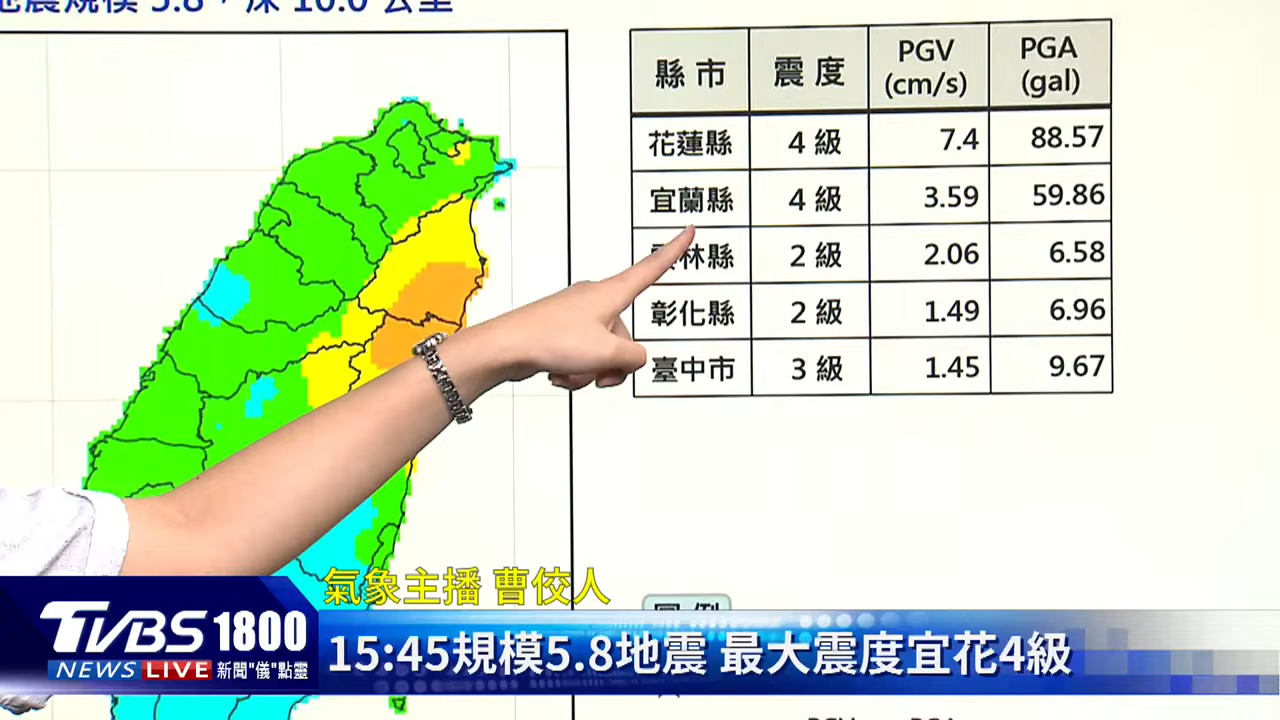 地震規模 5.8，深 10.0 公里
縣 市 震 度 PGV (cm/s) PGA (gal)
花蓮縣 4 級 7.4 88.57
宜蘭縣 4 級 3.59 59.86
林縣 2 級 2.06 6.58
彰化縣 2 級 1.49 6.96
臺中市 3 級 1.45 9.67
圖 例
氣象主播 曹佼人
TVBS 1800
NEWS LIVE 新聞"儀"點靈
15:45規模5.8地震 最大震度宜花4級
PGV PGA